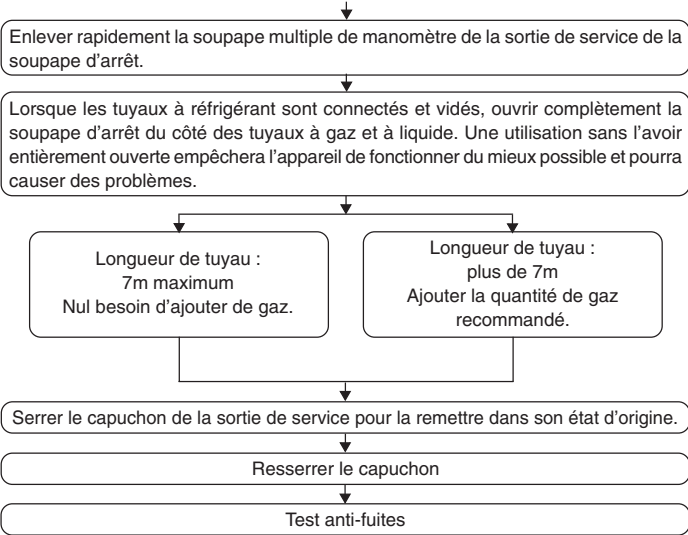 Enlever rapidement la soupape multiple de manomètre de la sortie de service de la
soupape d'arrêt.
Lorsque les tuyaux à réfrigérant sont connectés et vidés, ouvrir complètement la
soupape d'arrêt du côté des tuyaux à gaz et à liquide. Une utilisation sans l'avoir
entièrement ouverte empêchera l'appareil de fonctionner du mieux possible et pourra
causer des problèmes.
Longueur de tuyau :
7m maximum
Nul besoin d'ajouter de gaz.
Longueur de tuyau :
plus de 7m
Ajouter la quantité de gaz
recommandé.
Serrer le capuchon de la sortie de service pour la remettre dans son état d'origine.
Resserrer le capuchon
Test anti-fuites